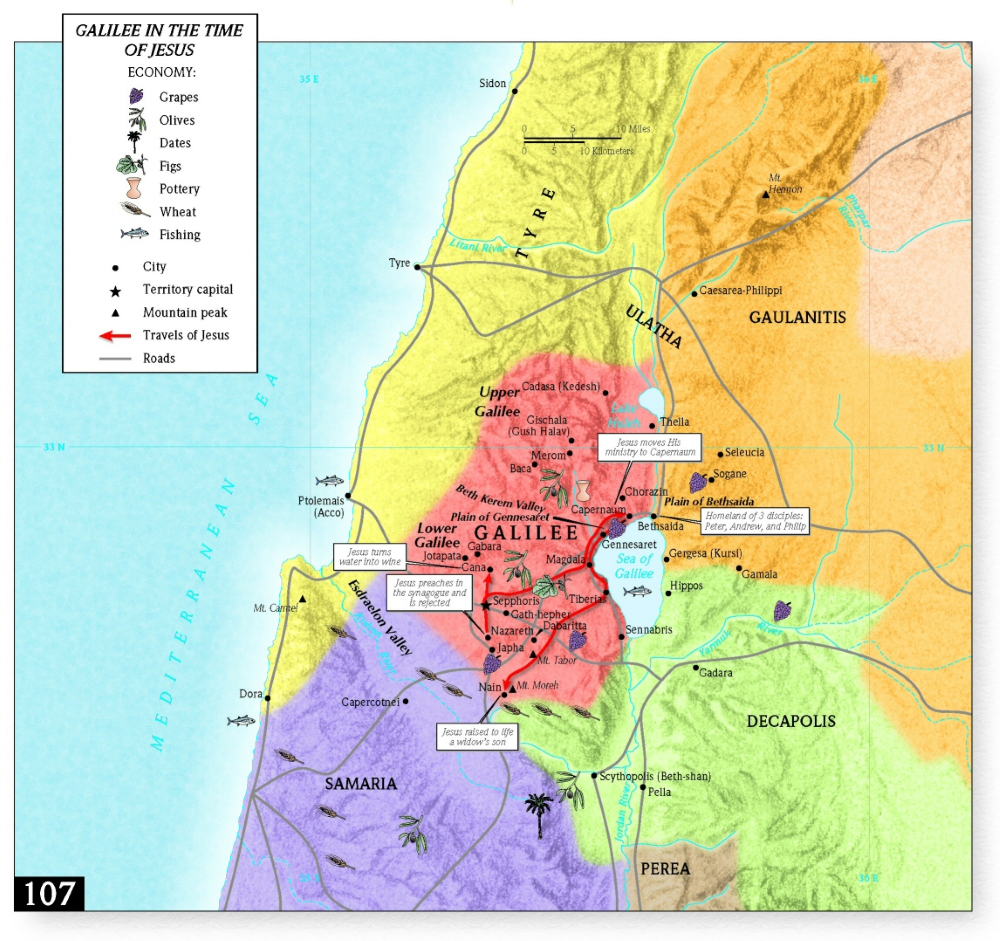 GALILEE IN THE TIME
OF JESUS
ECONOMY:
Grapes
Olives
Dates
Figs
Pottery
Wheat
Fishing
City
Territory capital
Mountain peak
Travels of Jesus
Roads
35 E
36 E
Sidon
0 5 10 Miles
0 5 10 Kilometers
Mt.
Hermon
Pharpar
River
TYRE
Litani River
Tyre
Caesarea-Philippi
ULATHA
GAULANITIS
MEDITERRANEAN SEA
Upper
Galilee
Cadasa (Kedesh)
Lake
Huleh
Thella
Gischala
(Gush Halav)
33 N
33 N
Jesus moves His
ministry to Capernaum
Merom
Baca
Seleucia
Sogane
Ptolemais
(Acco)
Beth Kerem Valley
Chorazin
Plain of Bethsaida
Capernaum
Plain of Gennesaret
Bethsaida
Homeland of 3 disciples:
Peter, Andrew, and Philip
Lower
Galilee
GALILEE
Gennesaret
Jesus turns
water into wine
Gabara
Jotapata
Cana
Magdala
Sea of
Galilee
Gergesa (Kursi)
Gamala
Jesus preaches in
the synagogue and
is rejected
Hippos
Tiberias
Sepphoris
Gath-hepher
Mt. Carmel
Esdraelon Valley
Nazareth
Dabaritta
Sennabris
Yarmuk River
Japha
Mt. Tabor
Gadara
Nain
Mt. Moreh
Dora
Capercotnei
DECAPOLIS
Jesus raised to life
a widow's son
SAMARIA
Scythopolis (Beth-shan)
Pella
Jordan River
PEREA
35 E
36 E
107